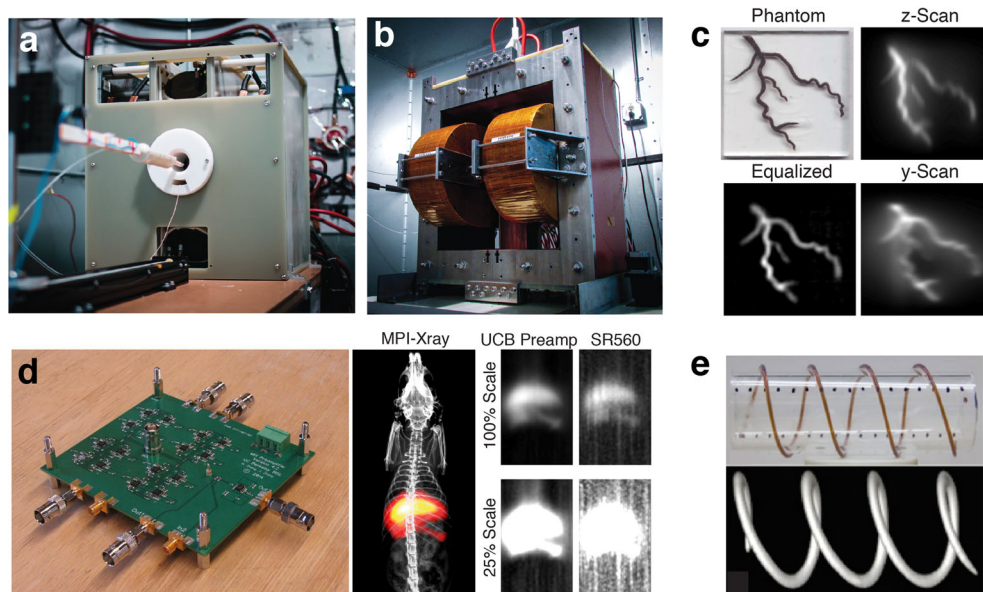 a
b
c
Phantom
z-Scan
Equalized
y-Scan
d
MPI-Xray
UCB Preamp
SR560
100% Scale
25% Scale
e